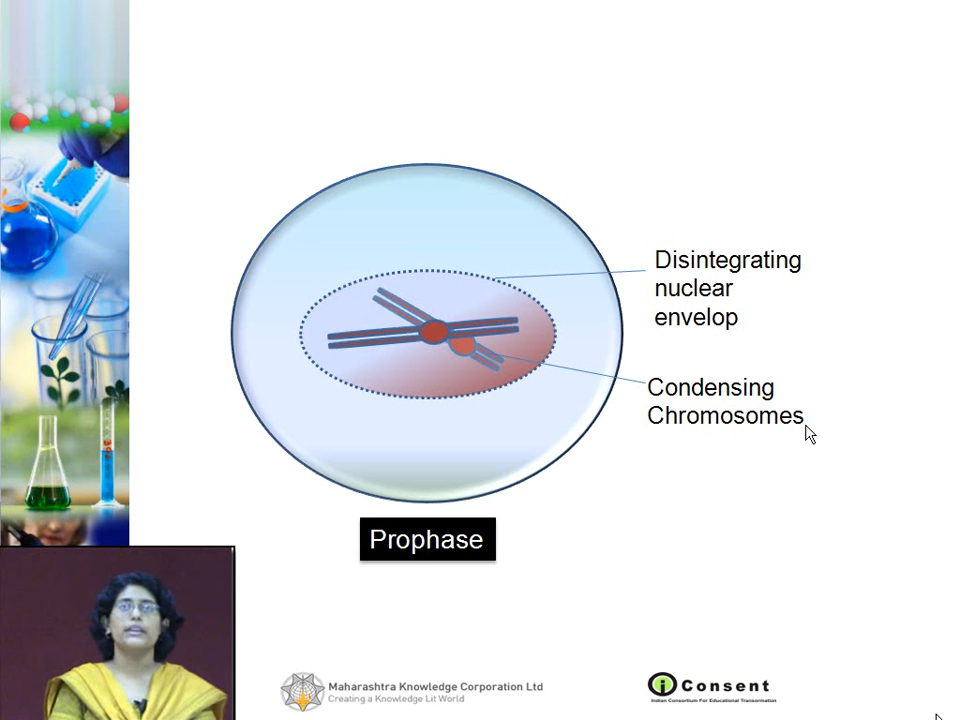 Disintegrating
nuclear
envelop
Condensing
Chromosomes
Prophase
Maharashtra Knowledge Corporation Ltd
Creating a Knowledge Lit World
i Consent
Indian Consortium For Educational Transormation